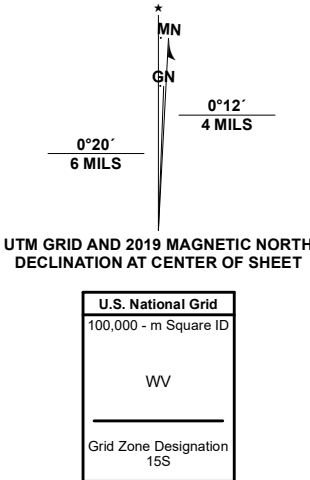 ★
MN
GN
0°12´
4 MILS
0°20´
6 MILS
UTM GRID AND 2019 MAGNETIC NORTH
DECLINATION AT CENTER OF SHEET
U.S. National Grid
100,000 - m Square ID
WV
Grid Zone Designation
15S